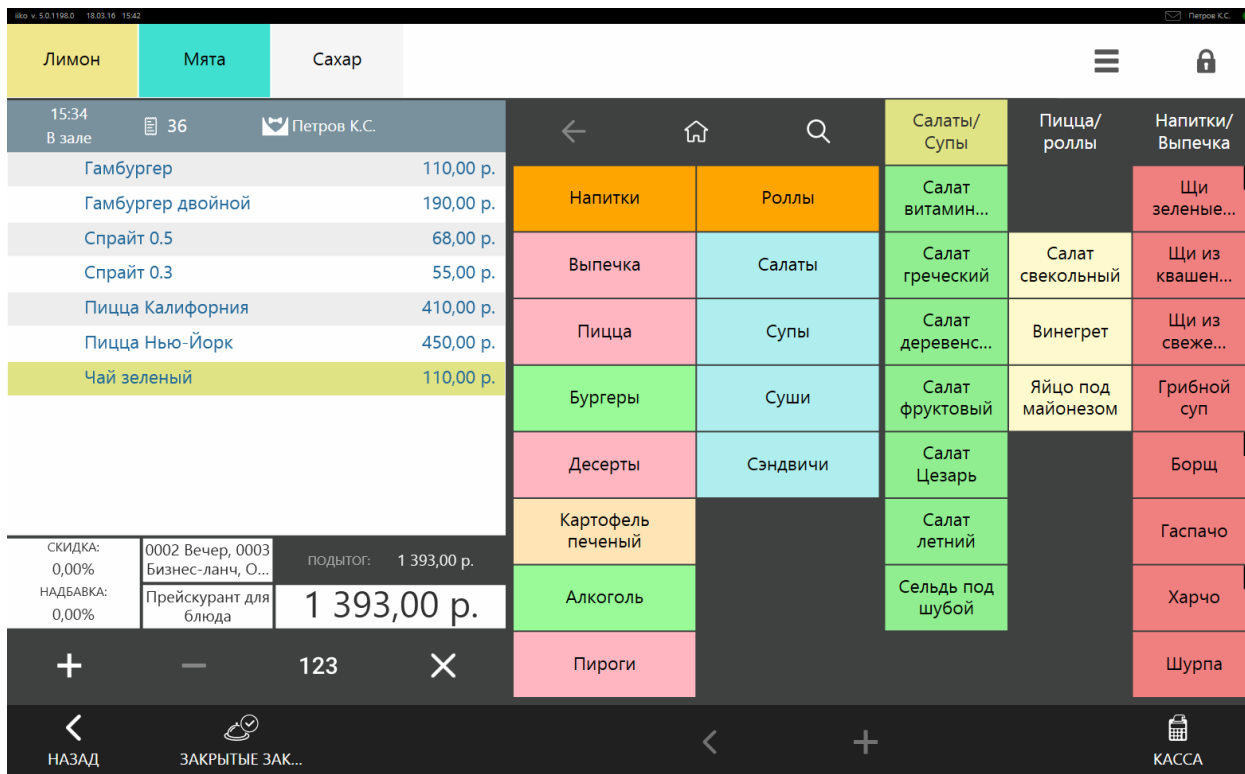 iiko v. 5.0.1198.0 18.03.16 15:42
Петров К.С.
Лимон
Мята
Сахар
15:34
В зале
36
Петров К.С.
Гамбургер 110,00 р.
Гамбургер двойной 190,00 р.
Спрайт 0.5 68,00 р.
Спрайт 0.3 55,00 р.
Пицца Калифорния 410,00 р.
Пицца Нью-Йорк 450,00 р.
Чай зеленый 110,00 р.
СКИДКА:
0,00%
НАДБАВКА:
0,00%
0002 Вечер, 0003
Бизнес-ланч, О...
Прейскурант для
блюда
ПОДЫТОГ: 1 393,00 р.
1 393,00 р.
123
Напитки
Роллы
Выпечка
Салаты
Пицца
Супы
Бургеры
Суши
Десерты
Сэндвичи
Картофель
печеный
Алкоголь
Пироги
Салаты/
Супы
Пицца/
роллы
Напитки/
Выпечка
Салат
витамин...
Щи
зеленые...
Салат
греческий
Салат
свекольный
Щи из
квашен...
Салат
деревенс...
Винегрет
Щи из
свеже...
Салат
фруктовый
Яйцо под
майонезом
Грибной
суп
Салат
Цезарь
Борщ
Салат
летний
Гаспачо
Сельдь под
шубой
Харчо
Шурпа
НАЗАД
ЗАКРЫТЫЕ ЗАК...
КАССА